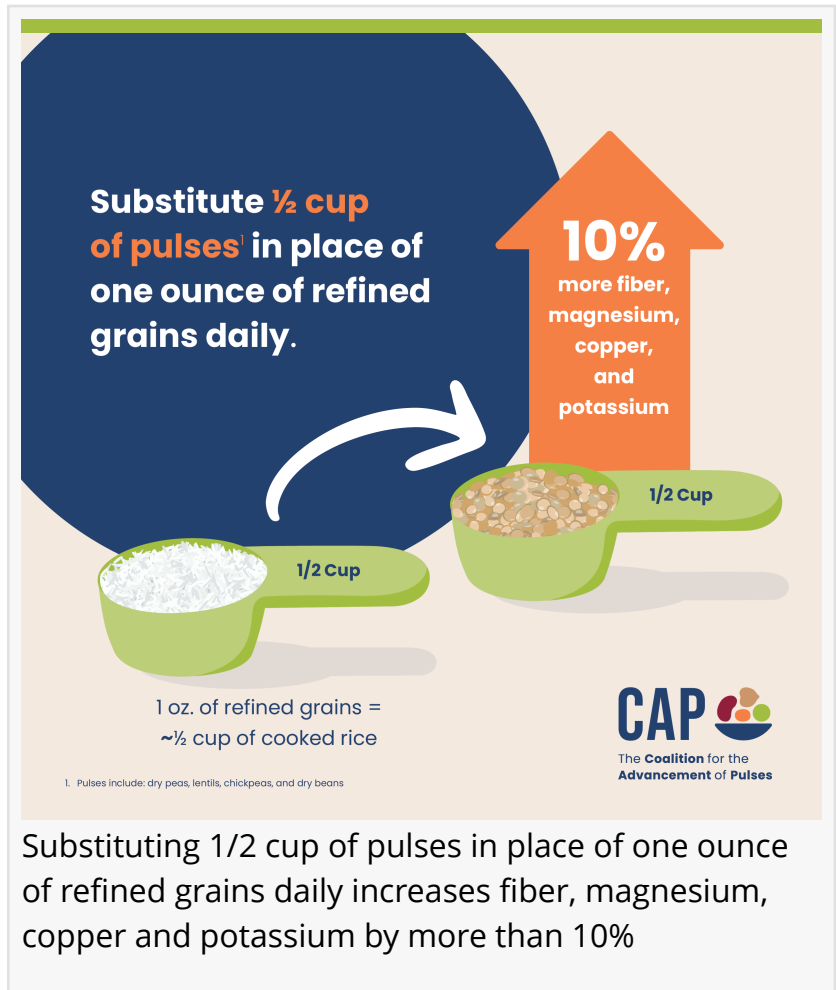 Substitute ½ cup
of pulses¹ in place of
one ounce of refined
grains daily.
10%
more fiber,
magnesium,
copper,
and
potassium
1/2 Cup
1/2 Cup
1 oz. of refined grains =
~½ cup of cooked rice
1. Pulses include: dry peas, lentils, chickpeas, and dry beans
CAP
The Coalition for the
Advancement of Pulses
Substituting 1/2 cup of pulses in place of one ounce
of refined grains daily increases fiber, magnesium,
copper and potassium by more than 10%